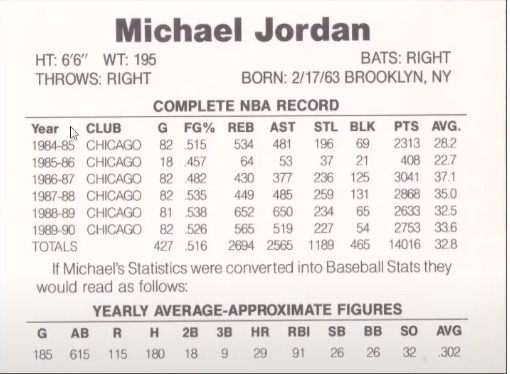 Michael Jordan
HT: 6'6" WT: 195 BATS: RIGHT
THROWS: RIGHT BORN: 2/17/63 BROOKLYN, NY
COMPLETE NBA RECORD
Year CLUB G FG% REB AST STL BLK PTS AVG.
1984-85 CHICAGO 82 .515 534 481 196 69 2313 28.2
1985-86 CHICAGO 18 .457 64 53 37 21 408 22.7
1986-87 CHICAGO 82 .482 430 377 236 125 3041 37.1
1987-88 CHICAGO 82 .535 449 485 259 131 2868 35.0
1988-89 CHICAGO 81 .538 652 650 234 65 2633 32.5
1989-90 CHICAGO 82 .526 565 519 227 54 2753 33.6
TOTALS 427 .516 2694 2565 1189 465 14016 32.8
If Michael's Statistics were converted into Baseball Stats they
would read as follows:
YEARLY AVERAGE-APPROXIMATE FIGURES
G AB R H 2B 3B HR RBI SB BB SO AVG
185 615 115 180 18 9 29 91 26 26 32 .302